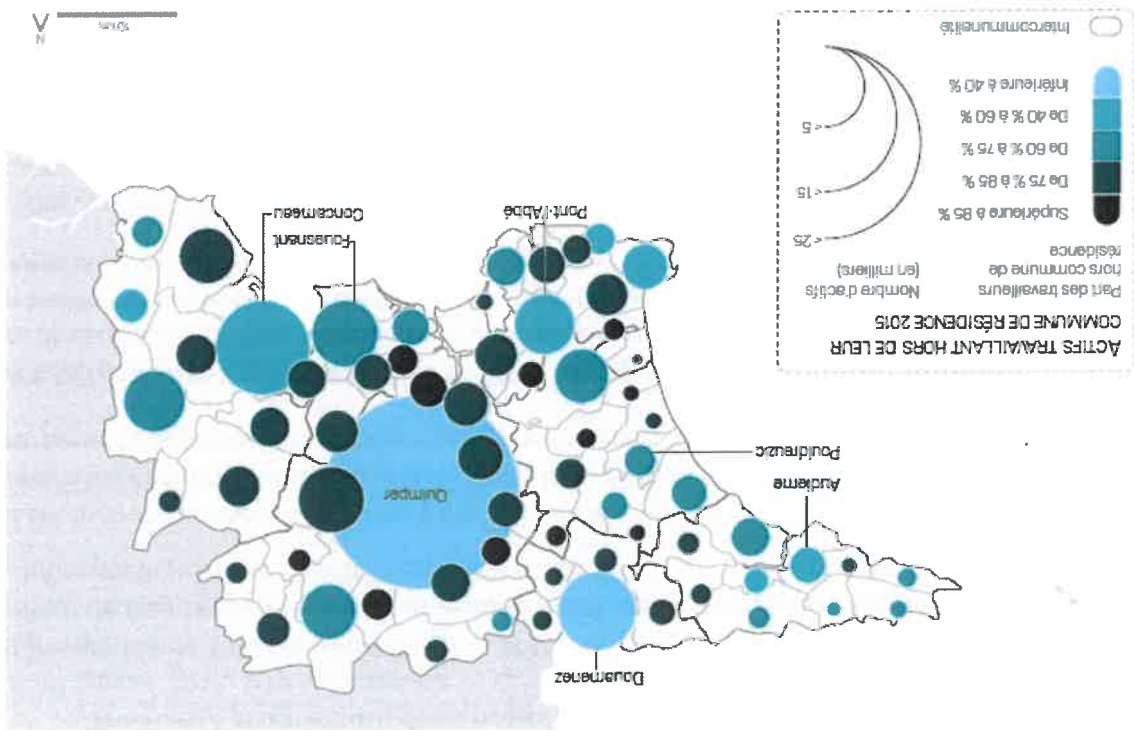 ACTIFS TRAVAILLANT HORS DE LEUR
COMMUNE DE RÉSIDENCE 2015
Part des travailleurs
hors commune de
résidence
Nombre d'actifs
(en milliers)
Supérieure à 85 %
De 75 % à 85 %
De 60 % à 75 %
De 40 % à 60 %
Inférieure à 40 %
Intercommunalité
25
15
5
Douarnenez
Audierne
Pouldreuzic
Quimper
Pont-l'Abbé
Fouesnant
Concarneau
N
10 km